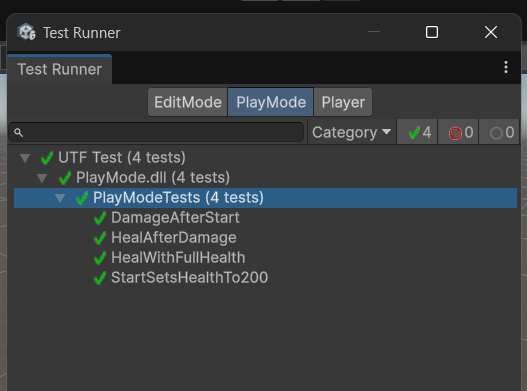 Test Runner
Test Runner
EditMode PlayMode Player
Category 4 0 0
UTF Test (4 tests)
PlayMode.dll (4 tests)
PlayModeTests (4 tests)
DamageAfterStart
HealAfterDamage
HealWithFullHealth
StartSetsHealthTo200